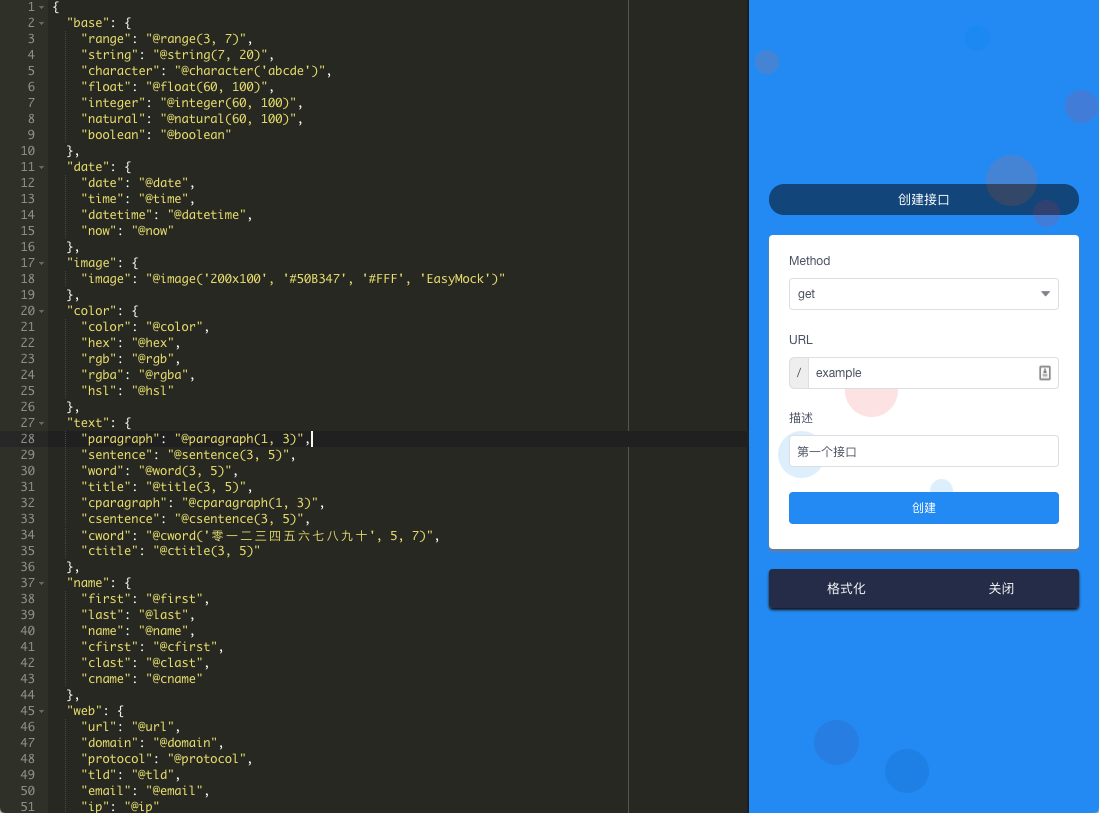 1 {
2 "base": {
3 "range": "@range(3, 7)",
4 "string": "@string(7, 20)",
5 "character": "@character('abcde')",
6 "float": "@float(60, 100)",
7 "integer": "@integer(60, 100)",
8 "natural": "@natural(60, 100)",
9 "boolean": "@boolean"
10 },
11 "date": {
12 "date": "@date",
13 "time": "@time",
14 "datetime": "@datetime",
15 "now": "@now"
16 },
17 "image": {
18 "image": "@image('200x100', '#50B347', '#FFF', 'EasyMock')"
19 },
20 "color": {
21 "color": "@color",
22 "hex": "@hex",
23 "rgb": "@rgb",
24 "rgba": "@rgba",
25 "hsl": "@hsl"
26 },
27 "text": {
28 "paragraph": "@paragraph(1, 3)",
29 "sentence": "@sentence(3, 5)",
30 "word": "@word(3, 5)",
31 "title": "@title(3, 5)",
32 "cparagraph": "@cparagraph(1, 3)",
33 "csentence": "@csentence(3, 5)",
34 "cword": "@cword('零一二三四五六七八九十', 5, 7)",
35 "ctitle": "@ctitle(3, 5)"
36 },
37 "name": {
38 "first": "@first",
39 "last": "@last",
40 "name": "@name",
41 "cfirst": "@cfirst",
42 "clast": "@clast",
43 "cname": "@cname"
44 },
45 "web": {
46 "url": "@url",
47 "domain": "@domain",
48 "protocol": "@protocol",
49 "tld": "@tld",
50 "email": "@email",
51 "ip": "@ip"
创建接口
Method
get
URL
/ example
描述
第一个接口
创建
格式化 关闭